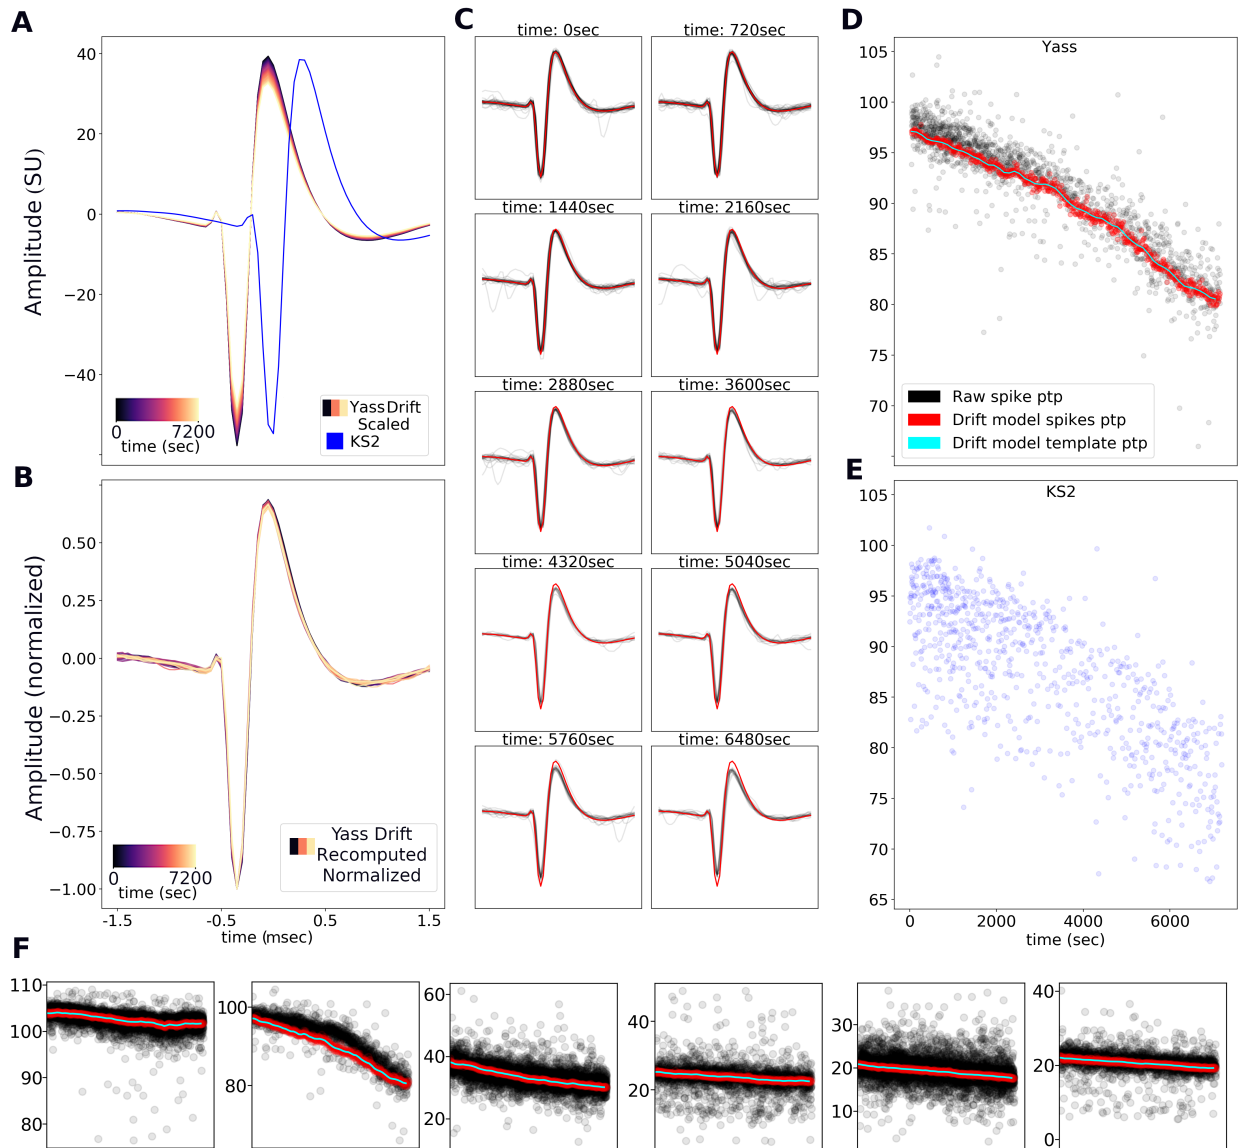 A
40
20
0
−20
−40
Amplitude (SU)
0
7200
time (sec)
Yass Drift
Scaled
KS2
B
0.50
0.25
0.00
−0.25
−0.50
−0.75
−1.00
Amplitude (normalized)
0
7200
time (sec)
Yass Drift
Recomputed
Normalized
-1.5
-0.5
0.5
1.5
time (msec)
C
time: 0sec
time: 720sec
time: 1440sec
time: 2160sec
time: 2880sec
time: 3600sec
time: 4320sec
time: 5040sec
time: 5760sec
time: 6480sec
D
Yass
105
100
95
90
85
80
75
70
Raw spike ptp
Drift model spikes ptp
Drift model template ptp
E
KS2
105
100
95
90
85
80
75
70
65
0
2000
4000
6000
time (sec)
F
110
100
90
80
100
80
60
40
20
40
20
30
20
10
40
20
0